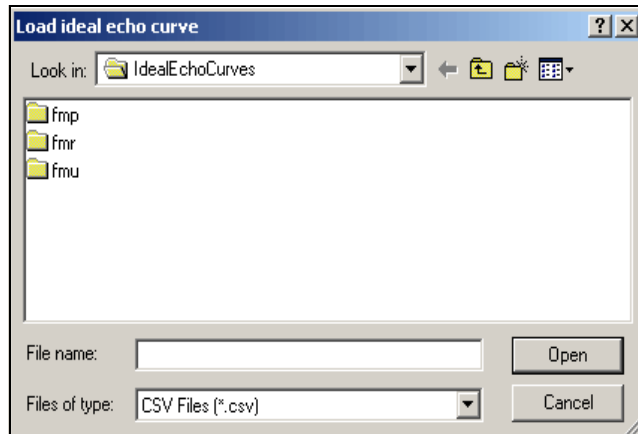 Load ideal echo curve
Look in: IdealEchoCurves
fmp
fmr
fmu
File name: Open
Files of type: CSV Files (*.csv) Cancel